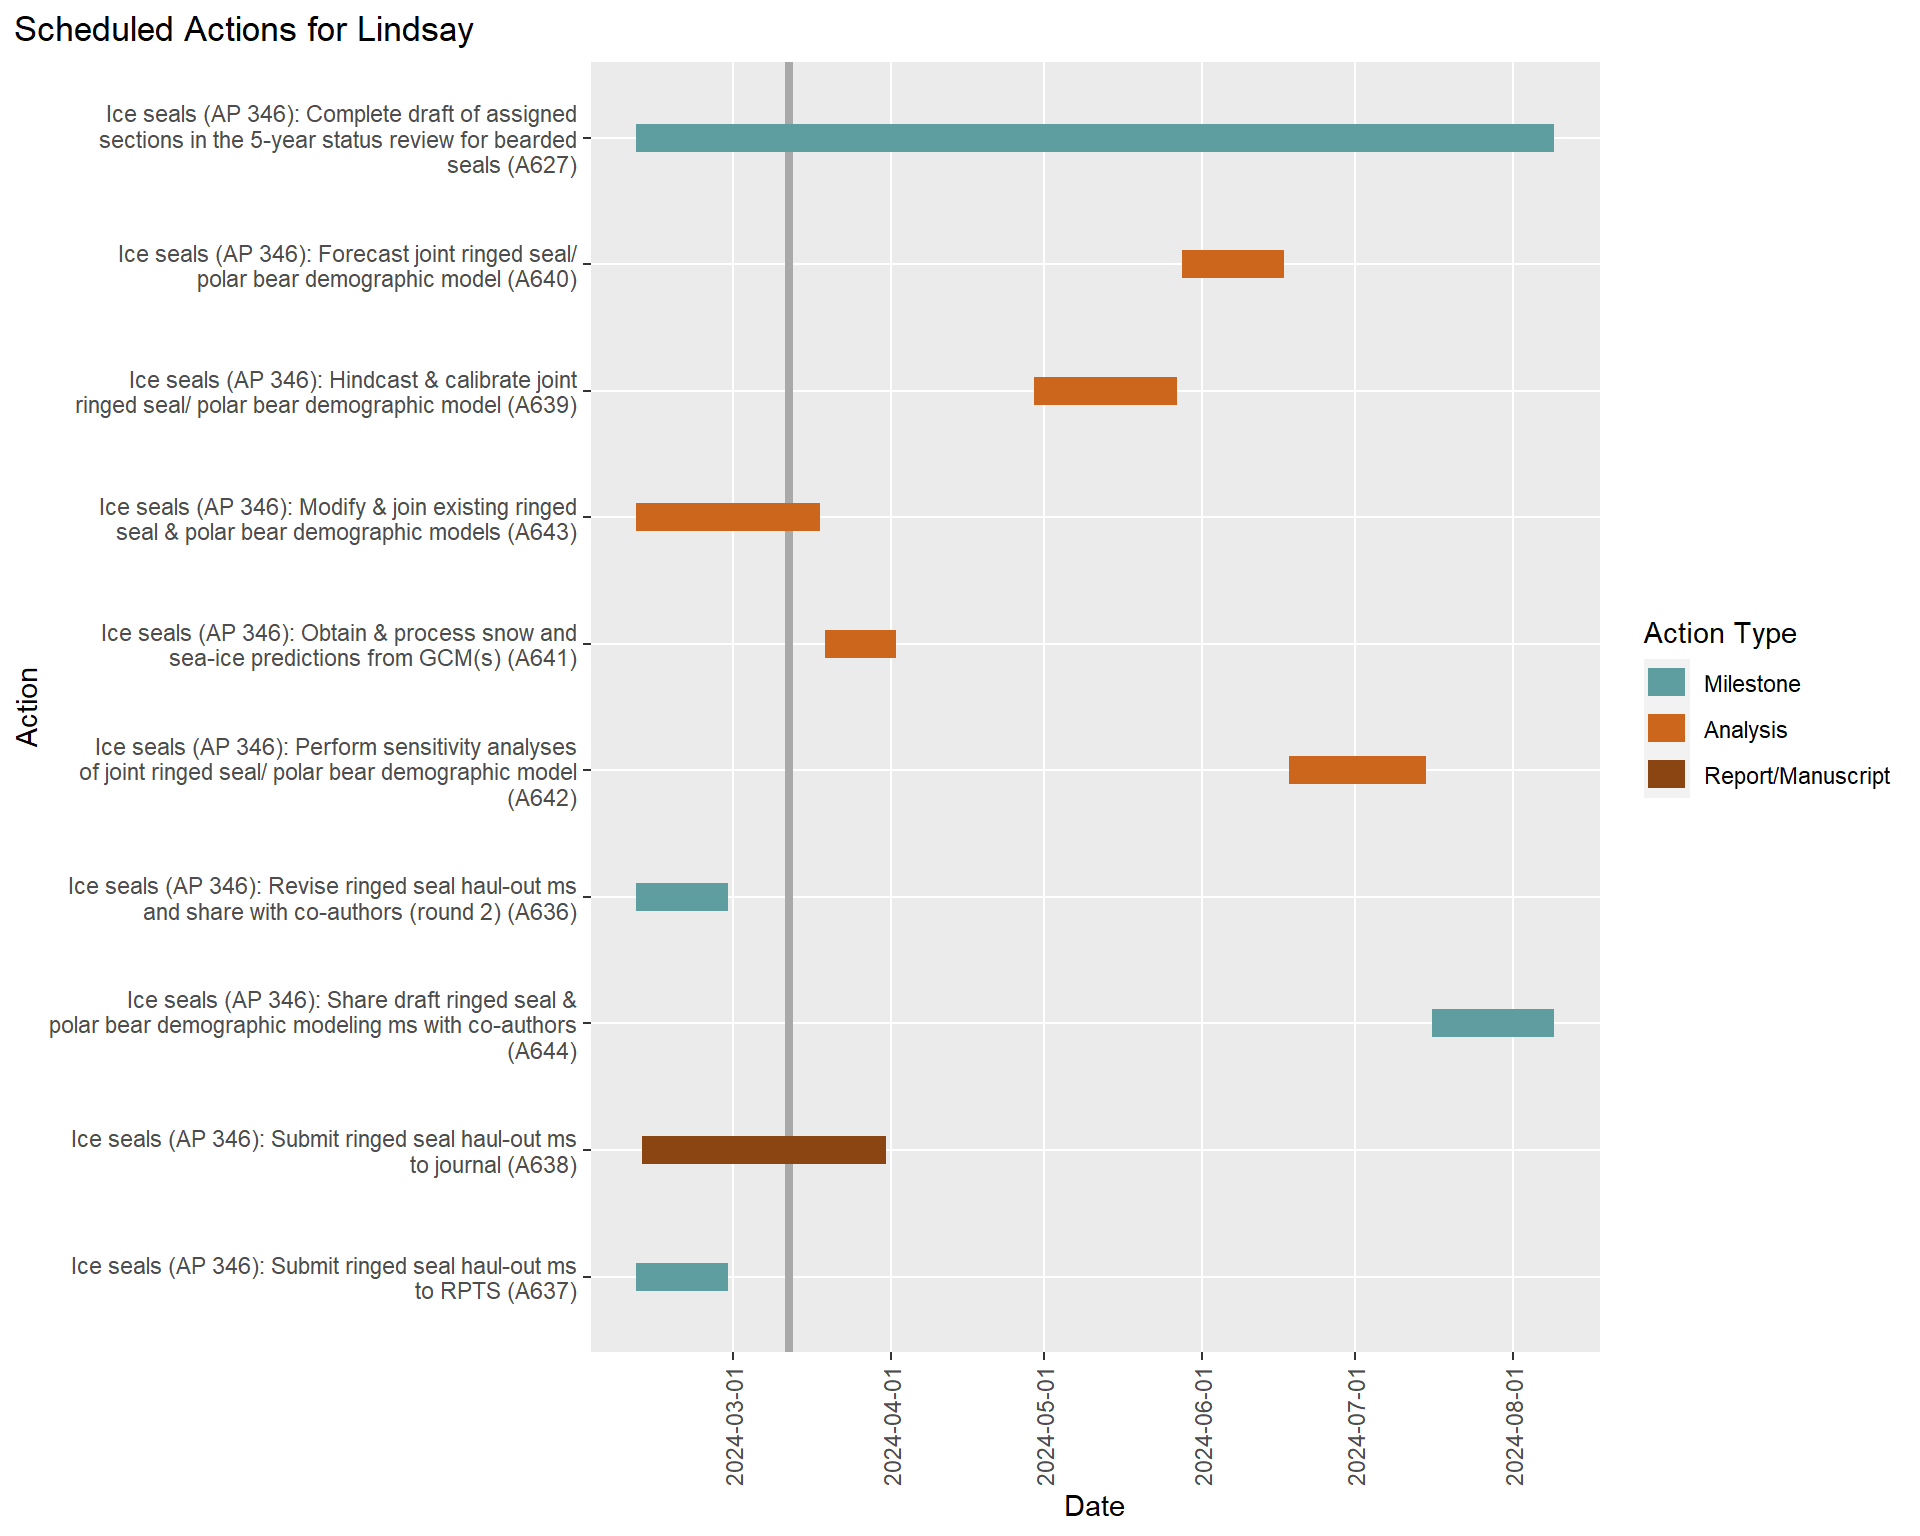 Scheduled Actions for Lindsay
Ice seals (AP 346): Complete draft of assigned
sections in the 5-year status review for bearded
seals (A627)
Ice seals (AP 346): Forecast joint ringed seal/
polar bear demographic model (A640)
Ice seals (AP 346): Hindcast & calibrate joint
ringed seal/ polar bear demographic model (A639)
Ice seals (AP 346): Modify & join existing ringed
seal & polar bear demographic models (A643)
Ice seals (AP 346): Obtain & process snow and
sea-ice predictions from GCM(s) (A641)
Ice seals (AP 346): Perform sensitivity analyses
of joint ringed seal/ polar bear demographic model
(A642)
Ice seals (AP 346): Revise ringed seal haul-out ms
and share with co-authors (round 2) (A636)
Ice seals (AP 346): Share draft ringed seal &
polar bear demographic modeling ms with co-authors
(A644)
Ice seals (AP 346): Submit ringed seal haul-out ms
to journal (A638)
Ice seals (AP 346): Submit ringed seal haul-out ms
to RPTS (A637)
Action
2024-03-01
2024-04-01
2024-05-01
2024-06-01
2024-07-01
2024-08-01
Date
Action Type
Milestone
Analysis
Report/Manuscript